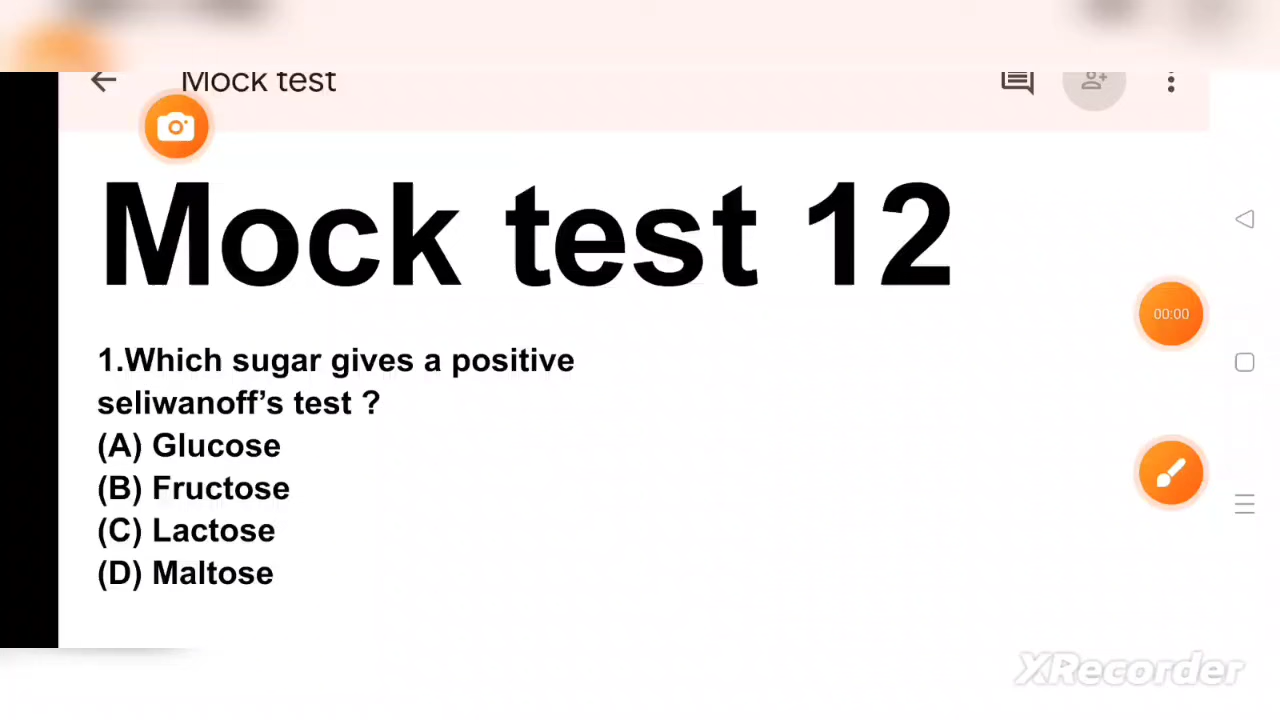 Mock test
Mock test 12
1.Which sugar gives a positive
seliwanoff’s test ?
(A) Glucose
(B) Fructose
(C) Lactose
(D) Maltose
00:00
XRecorder